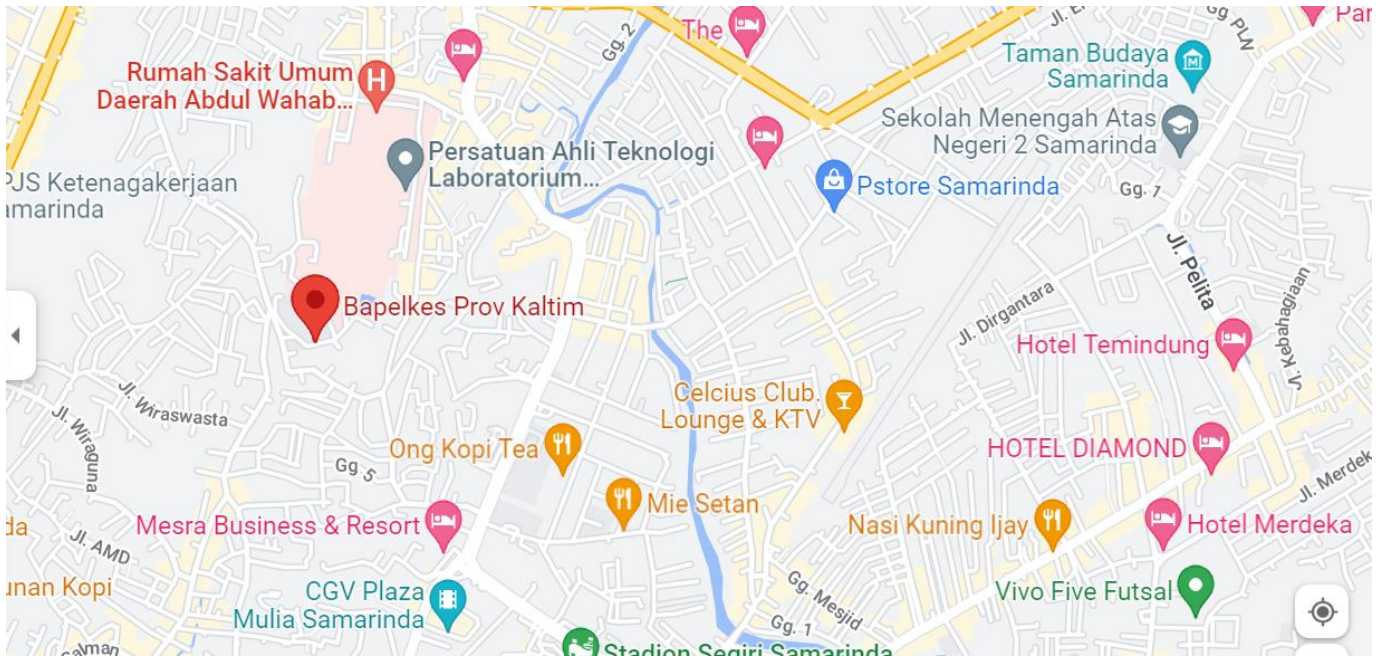 Gg. 2
The
Gg PLN
Par
Rumah Sakit Umum
Daerah Abdul Wahab...
Taman Budaya
Samarinda
Sekolah Menengah Atas
Negeri 2 Samarinda
Persatuan Ahli Teknologi
Laboratorium...
PJS Ketenagakerjaan
amarinda
Pstore Samarinda
Gg. 1
Jl. Pelita
Bapelkes Prov Kaltim
Jl. Dirgantara
Hotel Temindung
Jl. Kebahagiaan
Jl. Wiraswasta
Jl. Wiraguna
Celcius Club.
Lounge & KTV
Ong Kopi Tea
Gg. 5
HOTEL DIAMOND
Jl. Merdek
Mie Setan
Mesra Business & Resort
Nasi Kuning Ijay
Hotel Merdeka
da
Jl. AMD
unan Kopi
CGV Plaza
Mulia Samarinda
Gg. Mesjid
Vivo Five Futsal
Gg. 1
Stadion Segiri Samarinda
alman